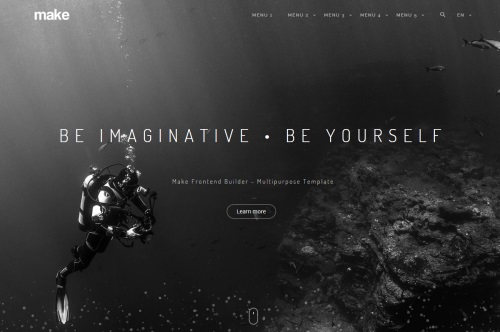 make
MENU 1 MENU 2 MENU 3 MENU 4 MENU 5 EN
BE IMAGINATIVE • BE YOURSELF
Make Frontend Builder - Multipurpose Template
Learn more